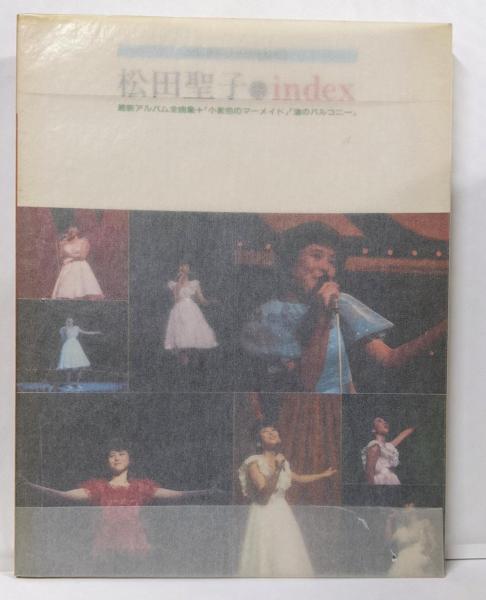 松田聖子 index
最新アルバム全曲集+「小麦色のマーメイド」「渚のバルコニー」